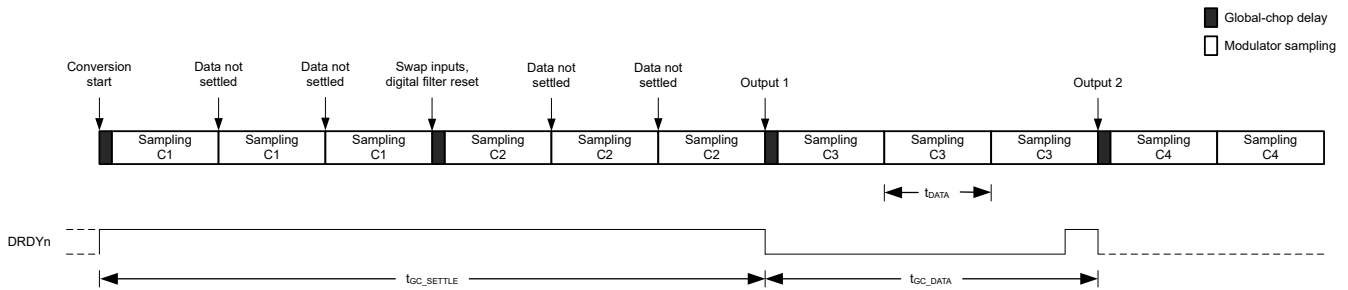 Global-chop delay
Modulator sampling
Conversion
start
Data not
settled
Data not
settled
Swap inputs,
digital filter reset
Data not
settled
Data not
settled
Output 1
Output 2
Sampling
C1
Sampling
C1
Sampling
C1
Sampling
C2
Sampling
C2
Sampling
C2
Sampling
C3
Sampling
C3
Sampling
C3
Sampling
C4
Sampling
C4
tDATA
DRDYn
tGC_SETTLE
tGC_DATA